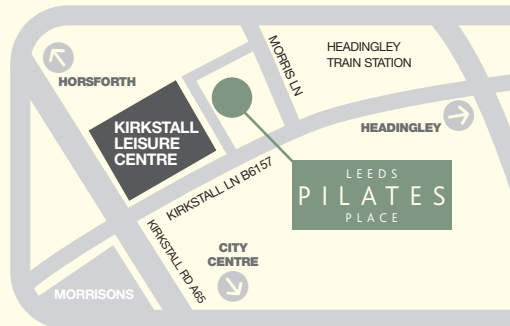 MORRIS LN
HEADINGLEY
TRAIN STATION
HORSFORTH
KIRKSTALL
LEISURE
CENTRE
HEADINGLEY
KIRKSTALL LN B6157
LEEDS
PILATES
PLACE
KIRKSTALL RD A65
CITY
CENTRE
MORRISONS